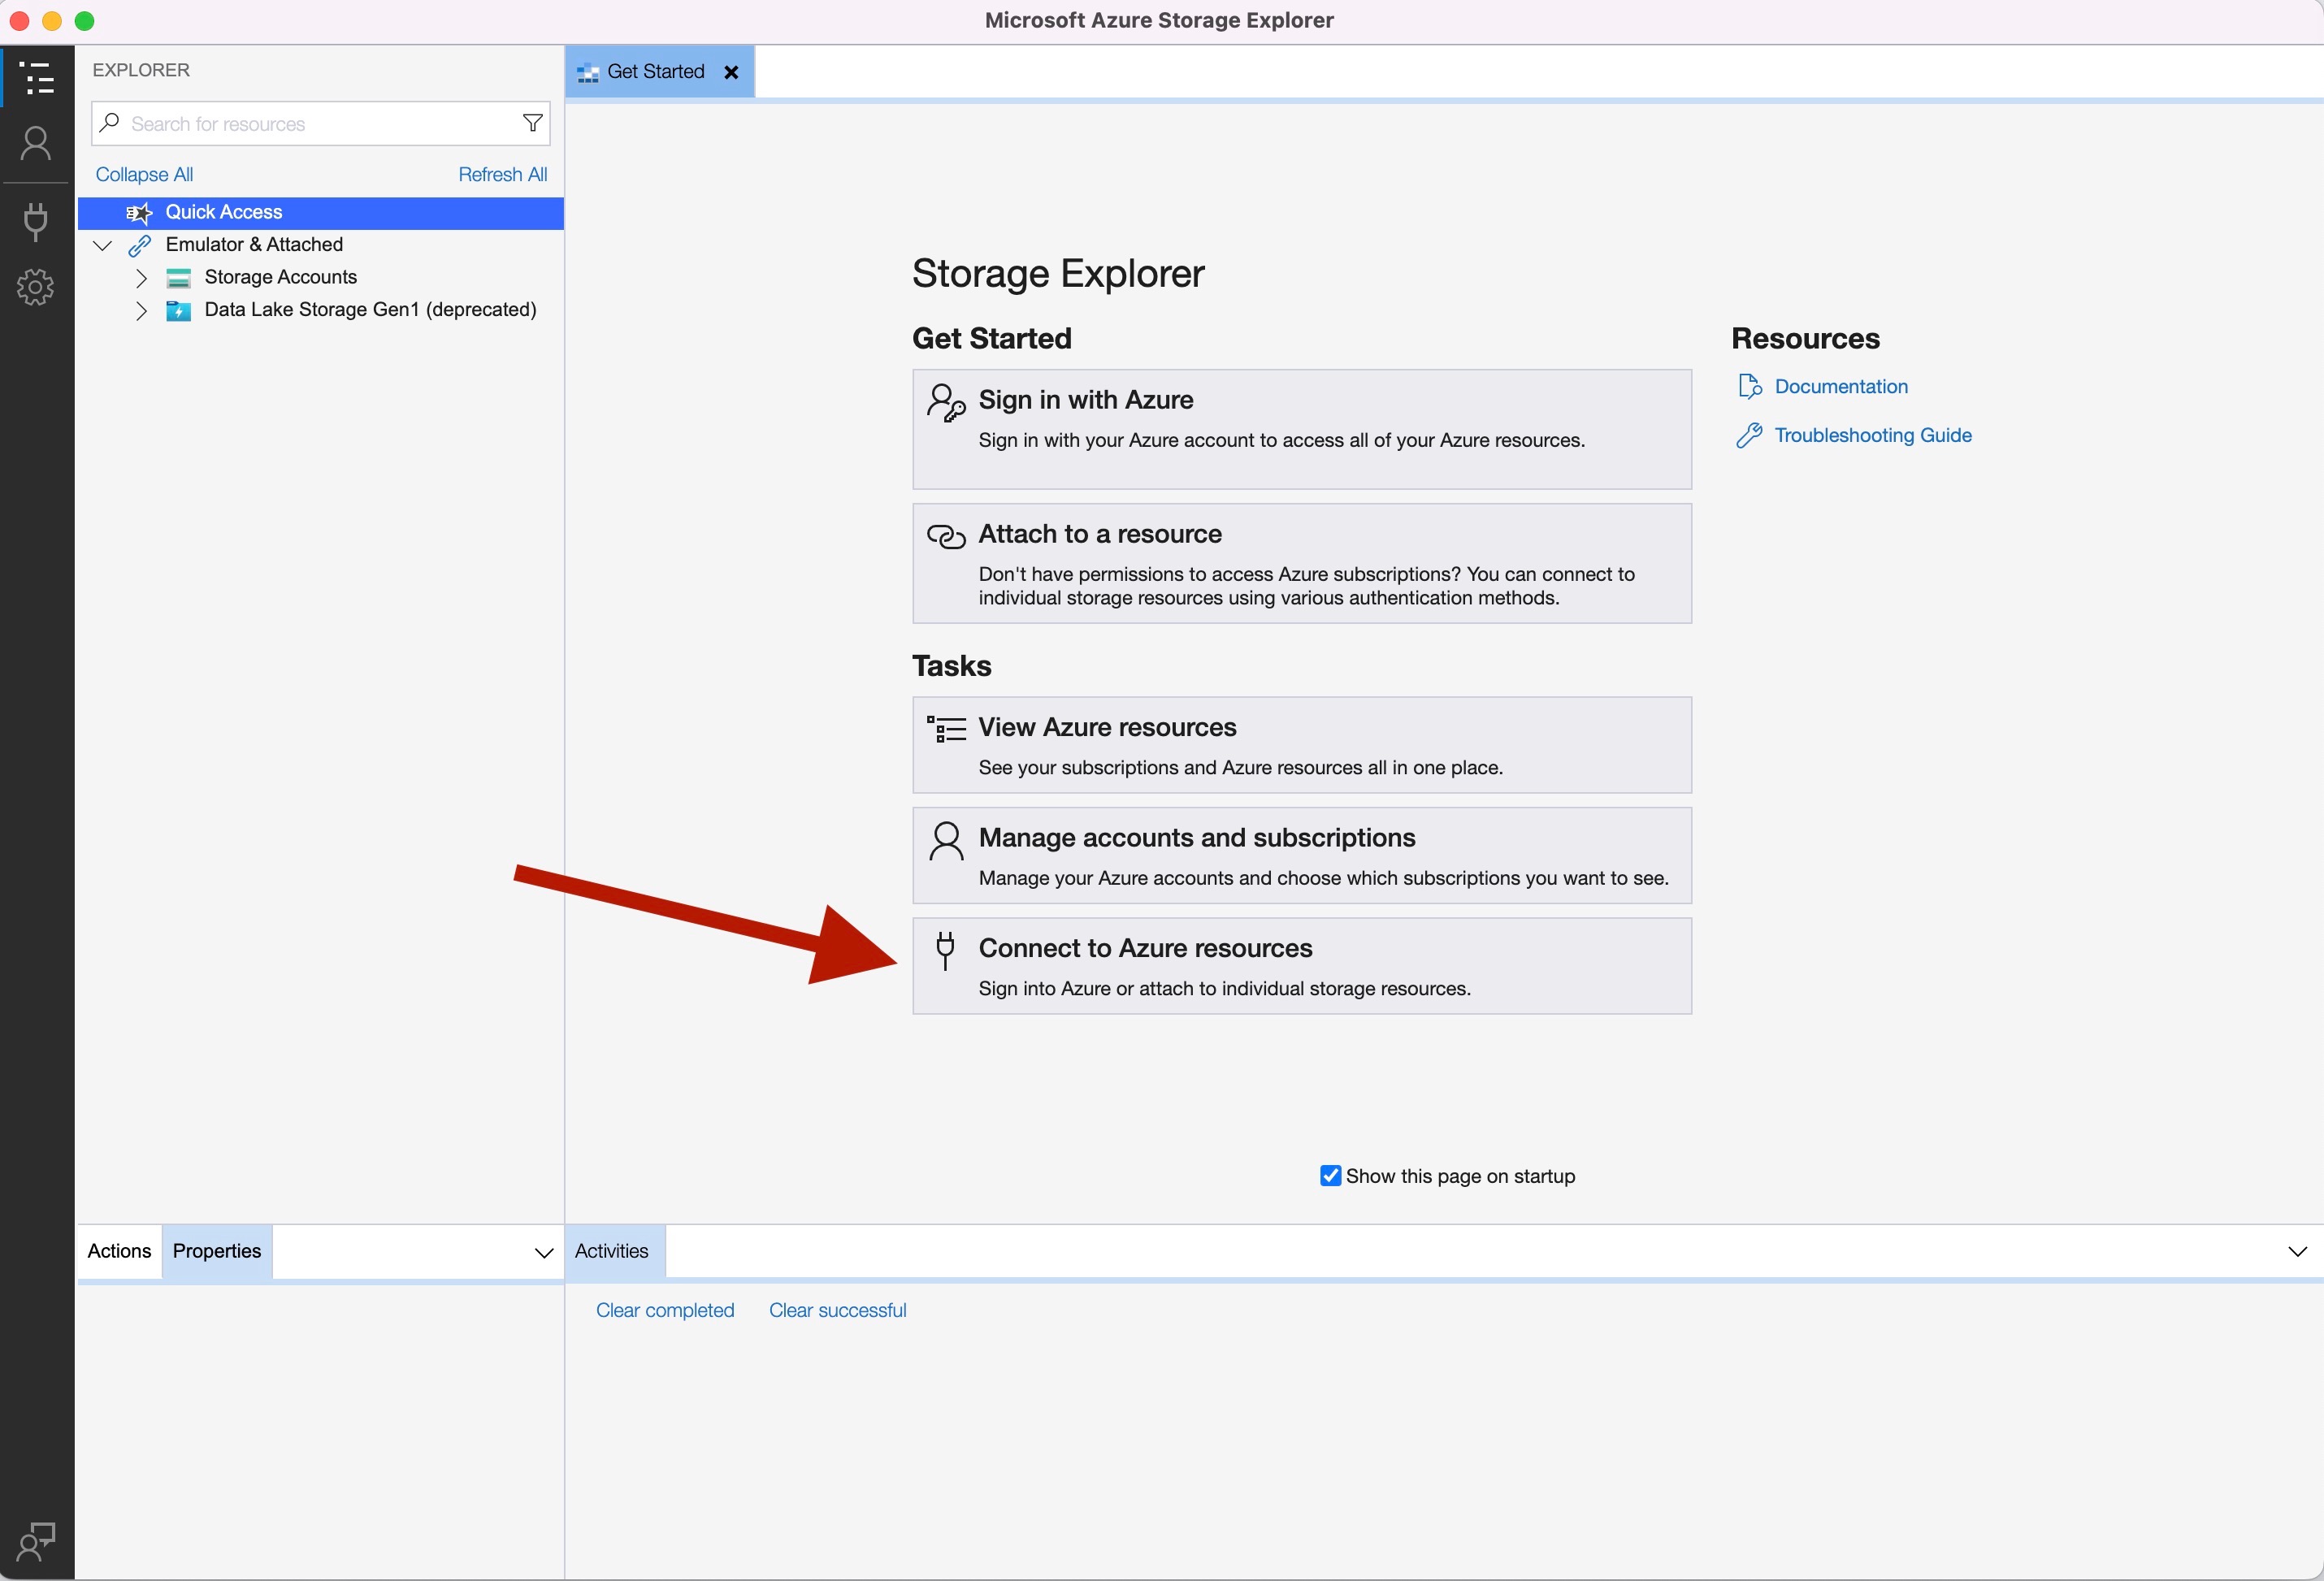 Microsoft Azure Storage Explorer
EXPLORER
Search for resources
Collapse All
Refresh All
Quick Access
Emulator & Attached
Storage Accounts
Data Lake Storage Gen1 (deprecated)
Get Started
Storage Explorer
Get Started
Sign in with Azure
Sign in with your Azure account to access all of your Azure resources.
Attach to a resource
Don't have permissions to access Azure subscriptions? You can connect to
individual storage resources using various authentication methods.
Tasks
View Azure resources
See your subscriptions and Azure resources all in one place.
Manage accounts and subscriptions
Manage your Azure accounts and choose which subscriptions you want to see.
Connect to Azure resources
Sign into Azure or attach to individual storage resources.
Resources
Documentation
Troubleshooting Guide
Show this page on startup
Actions
Properties
Activities
Clear completed
Clear successful